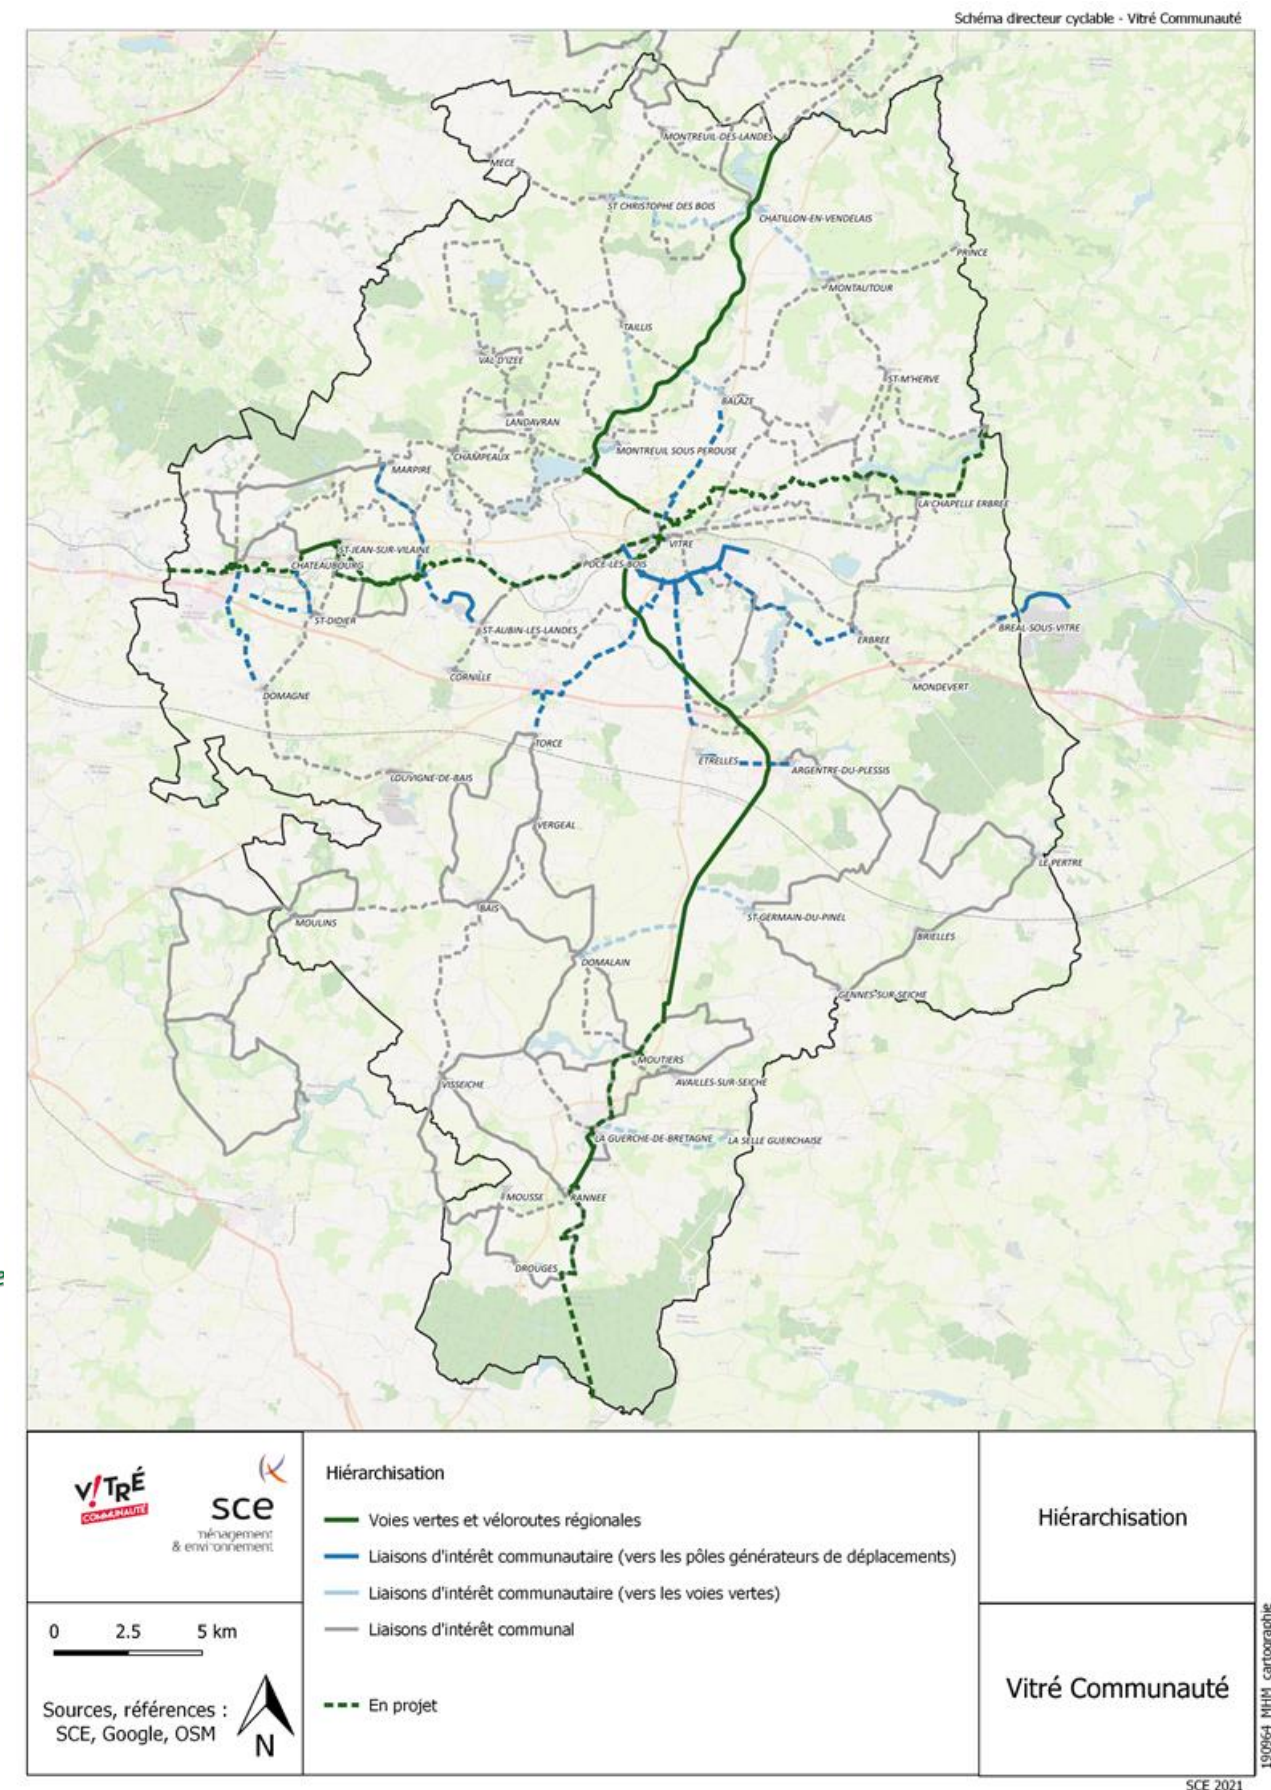 Schéma directeur cyclable - Vitré Communauté
MONTREUIL-DES-LANDES
MECE
ST CHRISTOPHE DES BOIS
CHATILLON-EN-VENDELAIS
PRINCE
MONTAUTOUR
TAILLIS
VAL-D'IZEE
ST-M'HERVE
BALAZE
LANDAVRAN
MONTREUIL SOUS PEROUSE
CHAMPEAUX
MARPIRE
LA CHAPELLE ERBREE
VITRE
ST-JEAN-SUR-VILAINE
CHATEAUBOURG
POCE-LES-BOIS
ST-DIDIER
ST-AUBIN-LES-LANDES
BREAL-SOUS-VITRE
ERBREE
CORNILLE
MONDEVERT
DOMAGNE
TORCE
ETRELLES
ARGENTRE-DU-PLESSIS
LOUVIGNE-DE-BAIS
VERGEAL
LE PERTRE
BAIS
ST-GERMAIN-DU-PINEL
MOULINS
BRIELLES
DOMALAIN
GENNES-SUR-SEICHE
MOUTIERS
VISSEICHE
AVAILLES-SUR-SEICHE
LA GUERCHE-DE-BRETAGNE
LA SELLE GUERCHAISE
MOUSSE
RANNEE
DROUGES
V!TRÉ
COMMUNAUTÉ
sce
ménagement
& environnement
Hiérarchisation
Voies vertes et véloroutes régionales
Liaisons d'intérêt communautaire (vers les pôles générateurs de déplacements)
Liaisons d'intérêt communautaire (vers les voies vertes)
Liaisons d'intérêt communal
En projet
Hiérarchisation
Vitré Communauté
0 2.5 5 km
Sources, références :
SCE, Google, OSM
N
190964_MHM_cartographie
SCE 2021